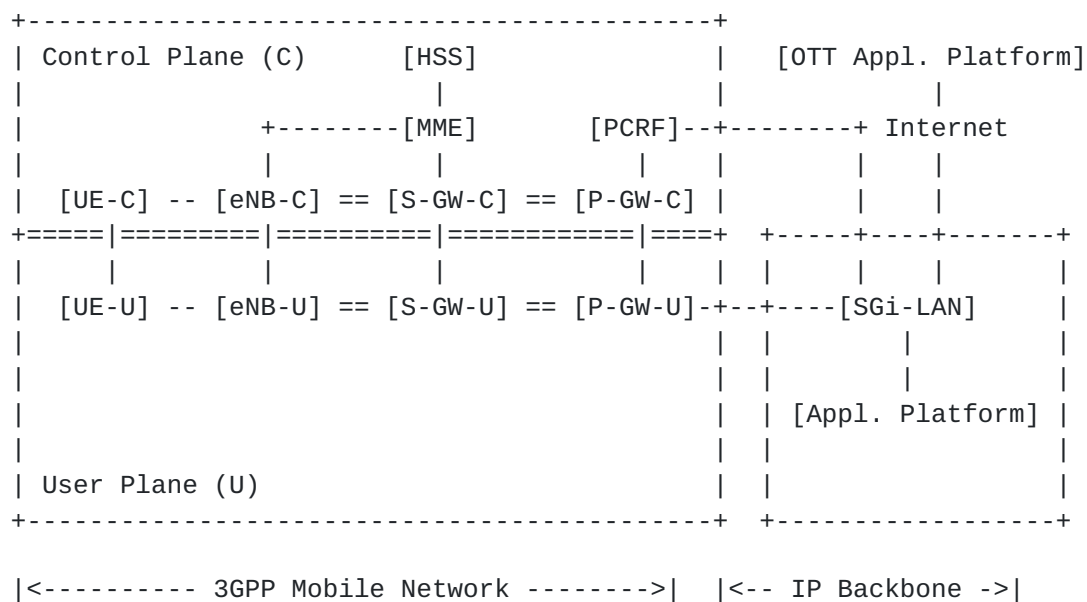 +--------------------------------------------+
| Control Plane (C)      [HSS]               |   [OTT Appl. Platform]
|                          |                 |             |
|               +--------[MME]       [PCRF]--+--------+ Internet
|               |          |            |    |        |    |
|  [UE-C] -- [eNB-C] == [S-GW-C] == [P-GW-C] |        |    |
+=====|=========|==========|============|====+  +-----+----+-------+
|     |         |          |            |    |  |     |    |       |
|  [UE-U] -- [eNB-U] == [S-GW-U] == [P-GW-U]-+--+----[SGi-LAN]     |
|                                            |  |        |         |
|                                            |  |        |         |
|                                            |  | [Appl. Platform] |
|                                            |  |                  |
| User Plane (U)                             |  |                  |
+--------------------------------------------+  +------------------+
|<---------- 3GPP Mobile Network -------->|  |<-- IP Backbone ->|